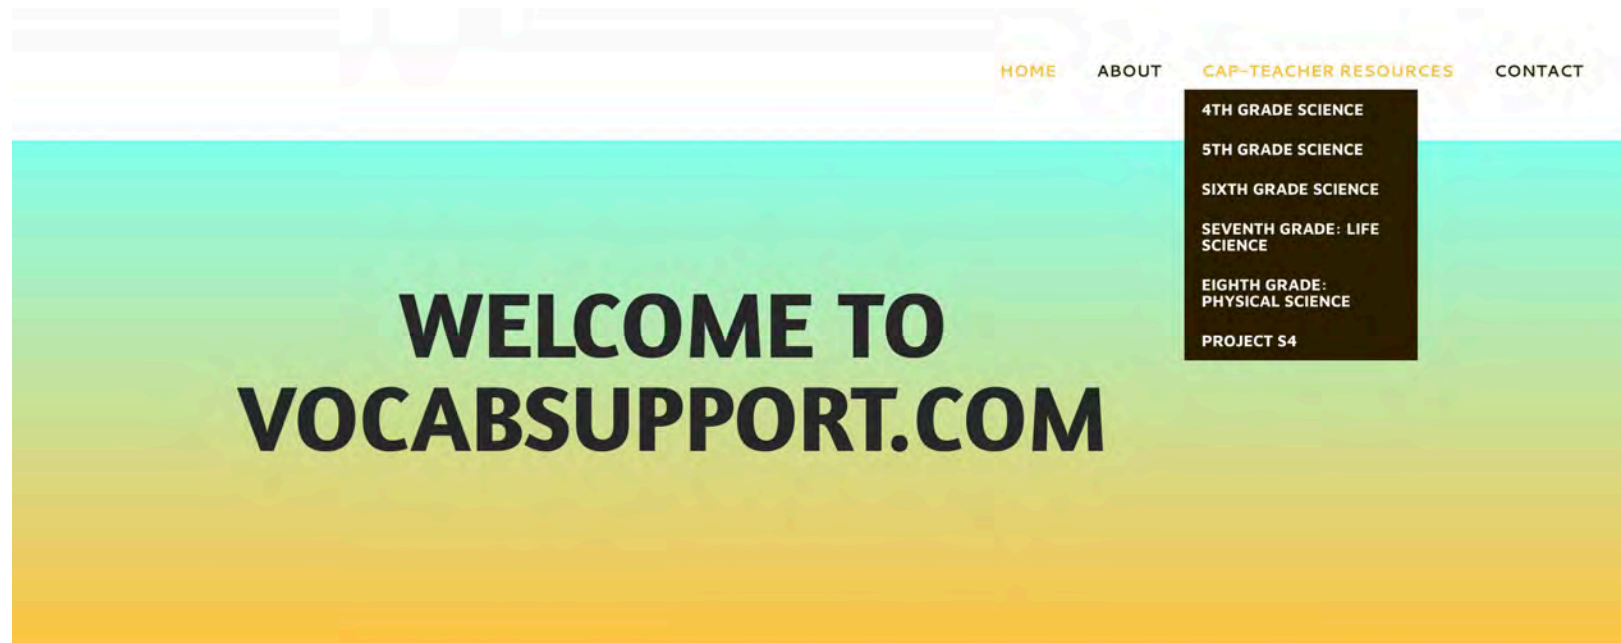 HOME ABOUT CAP-TEACHER RESOURCES CONTACT
4TH GRADE SCIENCE
5TH GRADE SCIENCE
SIXTH GRADE SCIENCE
SEVENTH GRADE: LIFE
SCIENCE
EIGHTH GRADE:
PHYSICAL SCIENCE
PROJECT S4
WELCOME TO
VOCABSUPPORT.COM